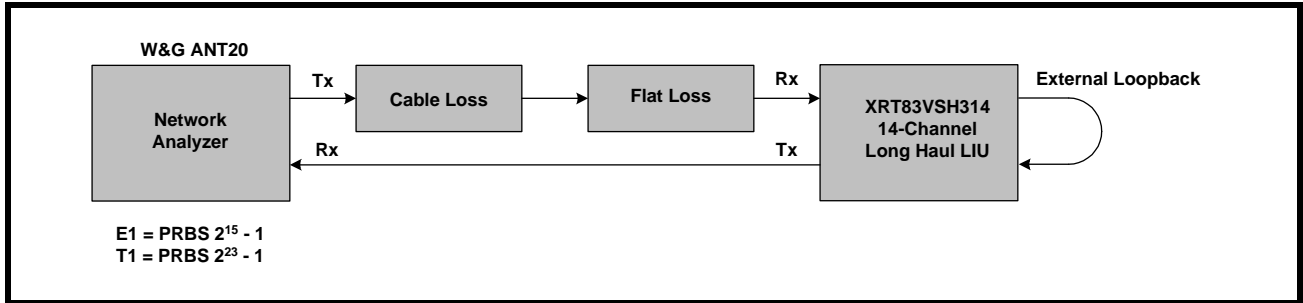 W&G ANT20
Network
Analyzer
Tx
Cable Loss
Flat Loss
Rx
XRT83VSH314
14-Channel
Long Haul LIU
External Loopback
Rx
Tx
E1 = PRBS 2¹⁵ - 1
T1 = PRBS 2²³ - 1